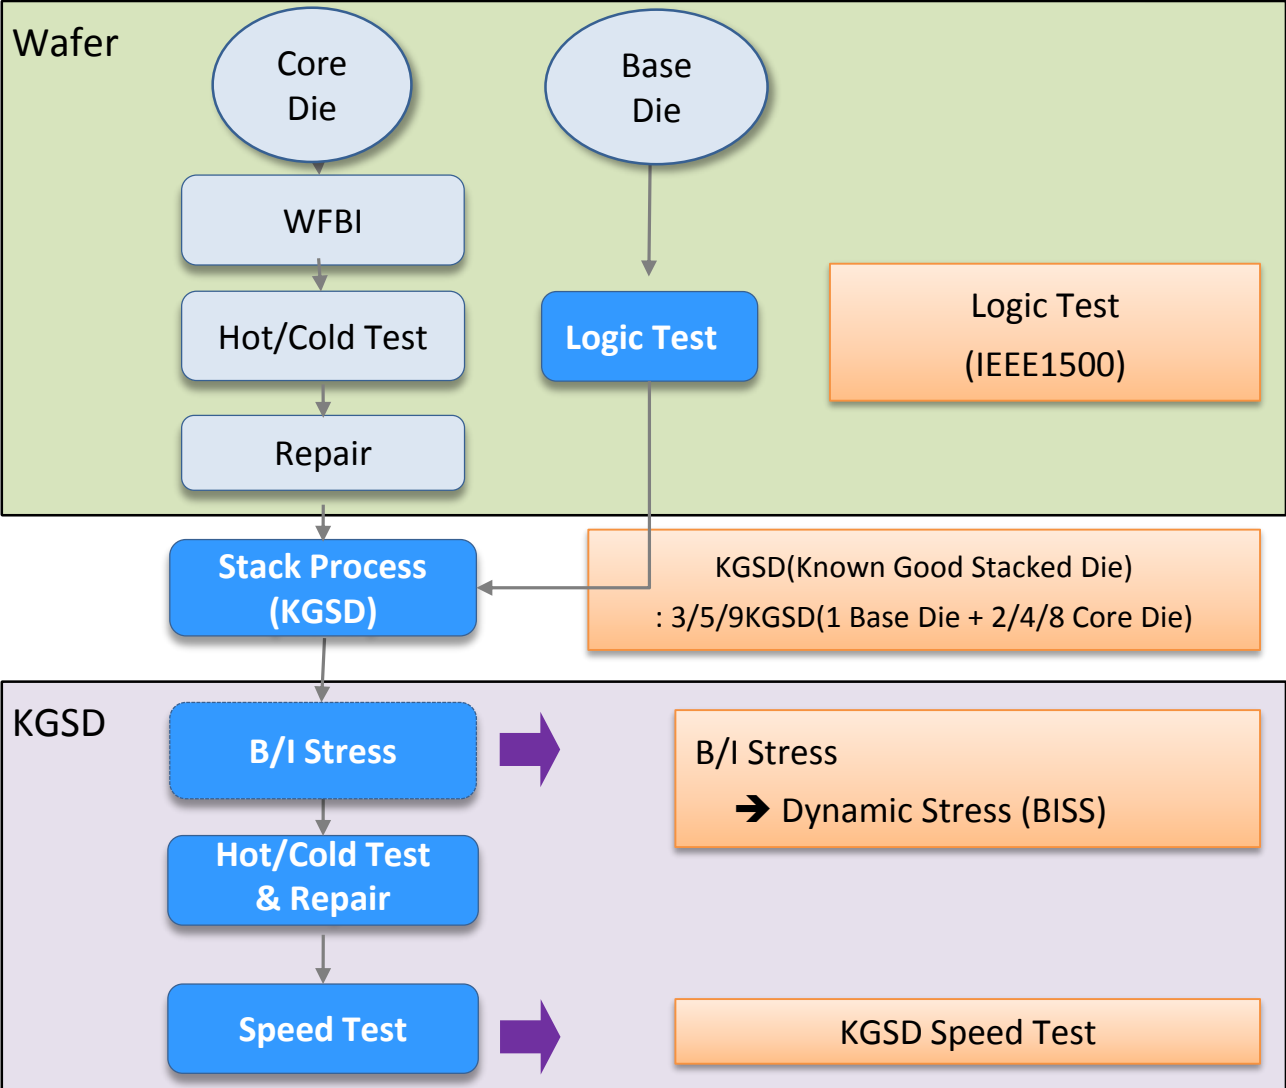 Wafer
Core
Die
Base
Die
WFBI
Hot/Cold Test
Logic Test
Logic Test
(IEEE1500)
Repair
Stack Process
(KGSD)
KGSD(Known Good Stacked Die)
: 3/5/9KGSD(1 Base Die + 2/4/8 Core Die)
KGSD
B/I Stress
B/I Stress
➔ Dynamic Stress (BISS)
Hot/Cold Test
& Repair
Speed Test
KGSD Speed Test